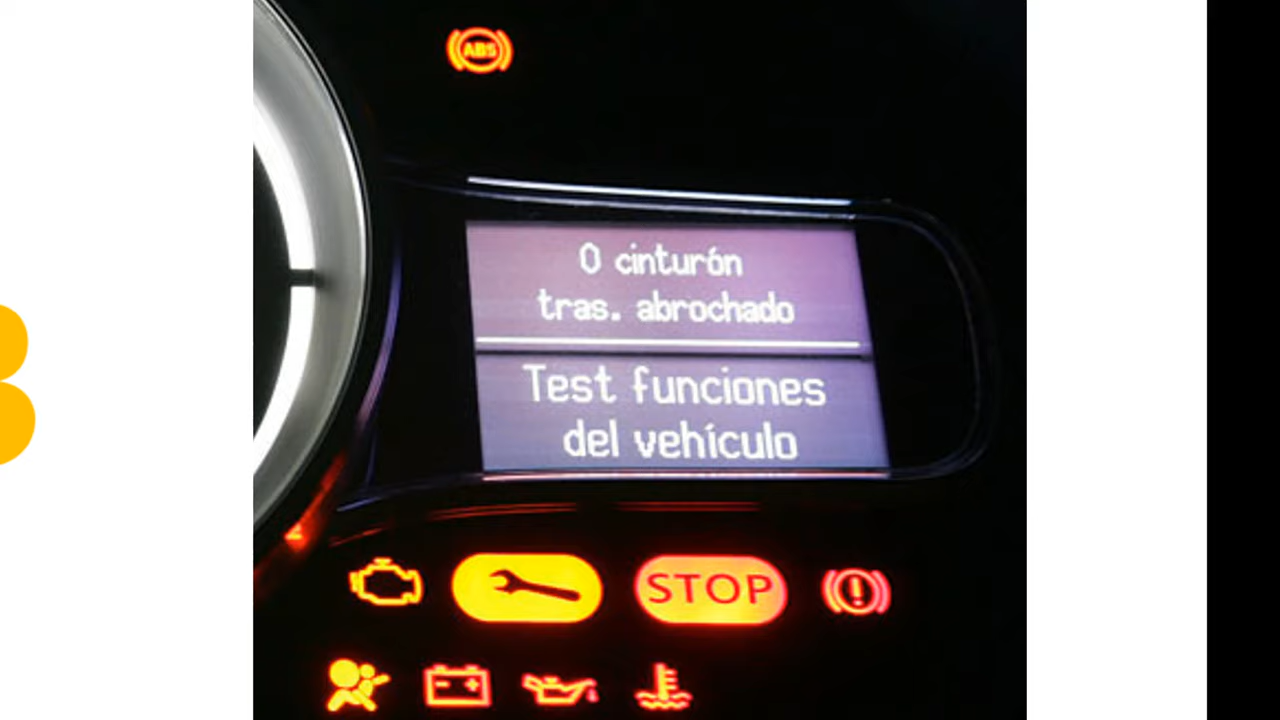 ABS
0 cinturón
tras. abrochado
Test funciones
del vehículo
STOP